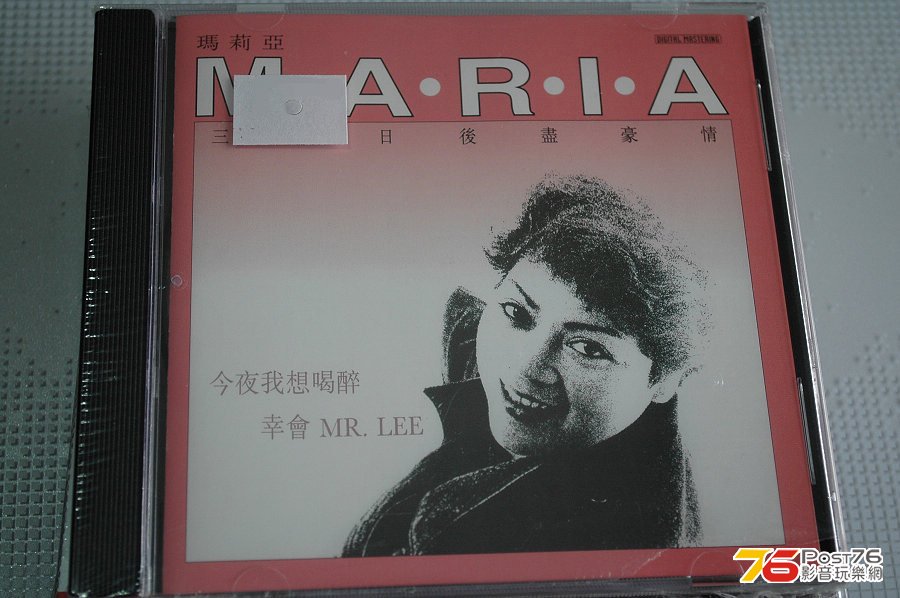 瑪莉亞
DIGITAL MASTERING
M·A·R·I·A
三 日後盡豪情
今夜我想喝醉
幸會 MR. LEE
76 Post76
影音玩樂網